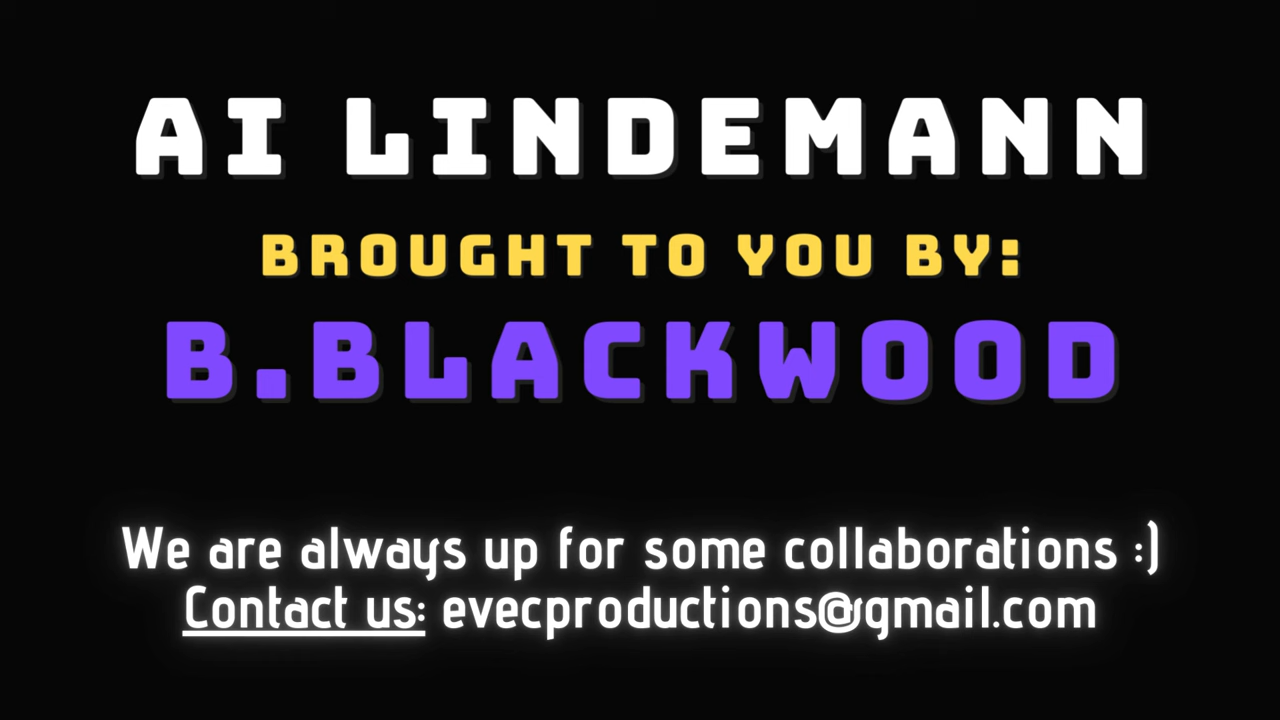 AI LINDEMANN
BROUGHT TO YOU BY:
B.BLACKWOOD
We are always up for some collaborations :)
Contact us: evecproductions@gmail.com